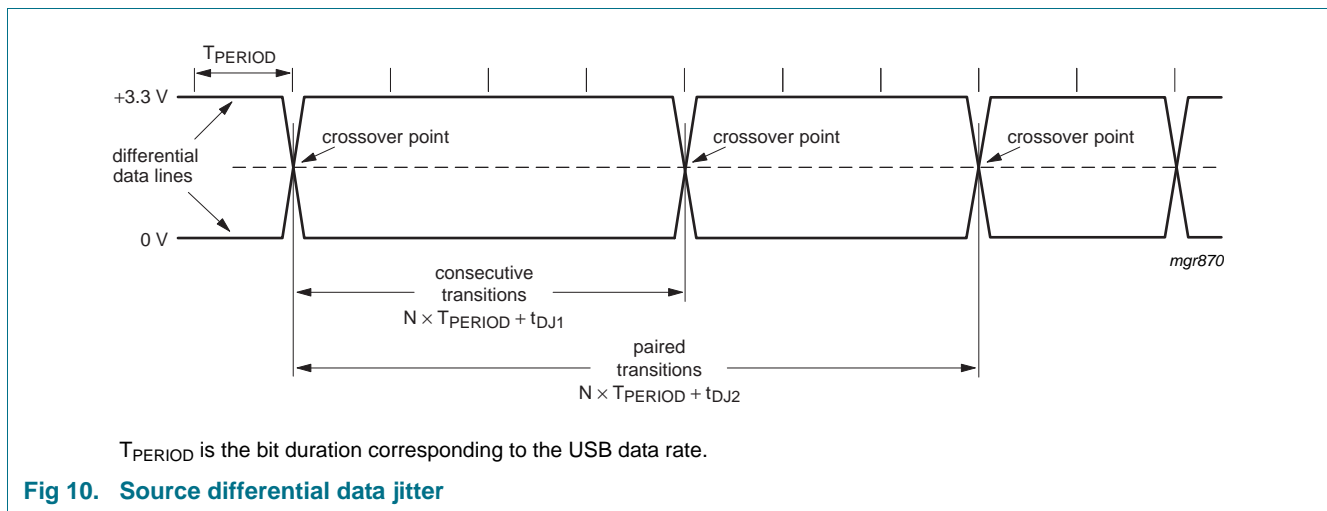 TPERIOD
+3.3 V
crossover point
crossover point
crossover point
differential
data lines
0 V
mgr870
consecutive
transitions
N × TPERIOD + tDJ1
paired
transitions
N × TPERIOD + tDJ2
TPERIOD is the bit duration corresponding to the USB data rate.
Fig 10. Source differential data jitter